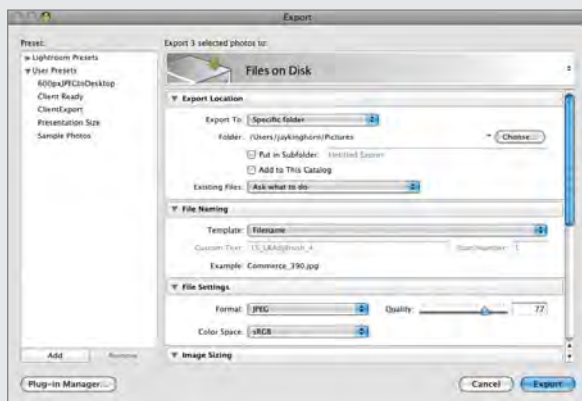 Export
Preset:
Export 3 selected photos to:
Lightroom Presets
User Presets
600pxJPEGtoDesktop
Client Ready
ClientExport
Presentation Size
Sample Photos
Files on Disk
Export Location
Export To: Specific folder
Folder: /Users/jaykinghorn/Pictures
Choose...
Put in Subfolder: Untitled Export
Add to This Catalog
Existing Files: Ask what to do
File Naming
Template: Filename
Custom Text:
Start Number: 1
Example: Commerce_390.jpg
File Settings
Format: JPEG
Quality: 77
Color Space: sRGB
Image Sizing
Add
Remove
Plug-in Manager...
Cancel
Export